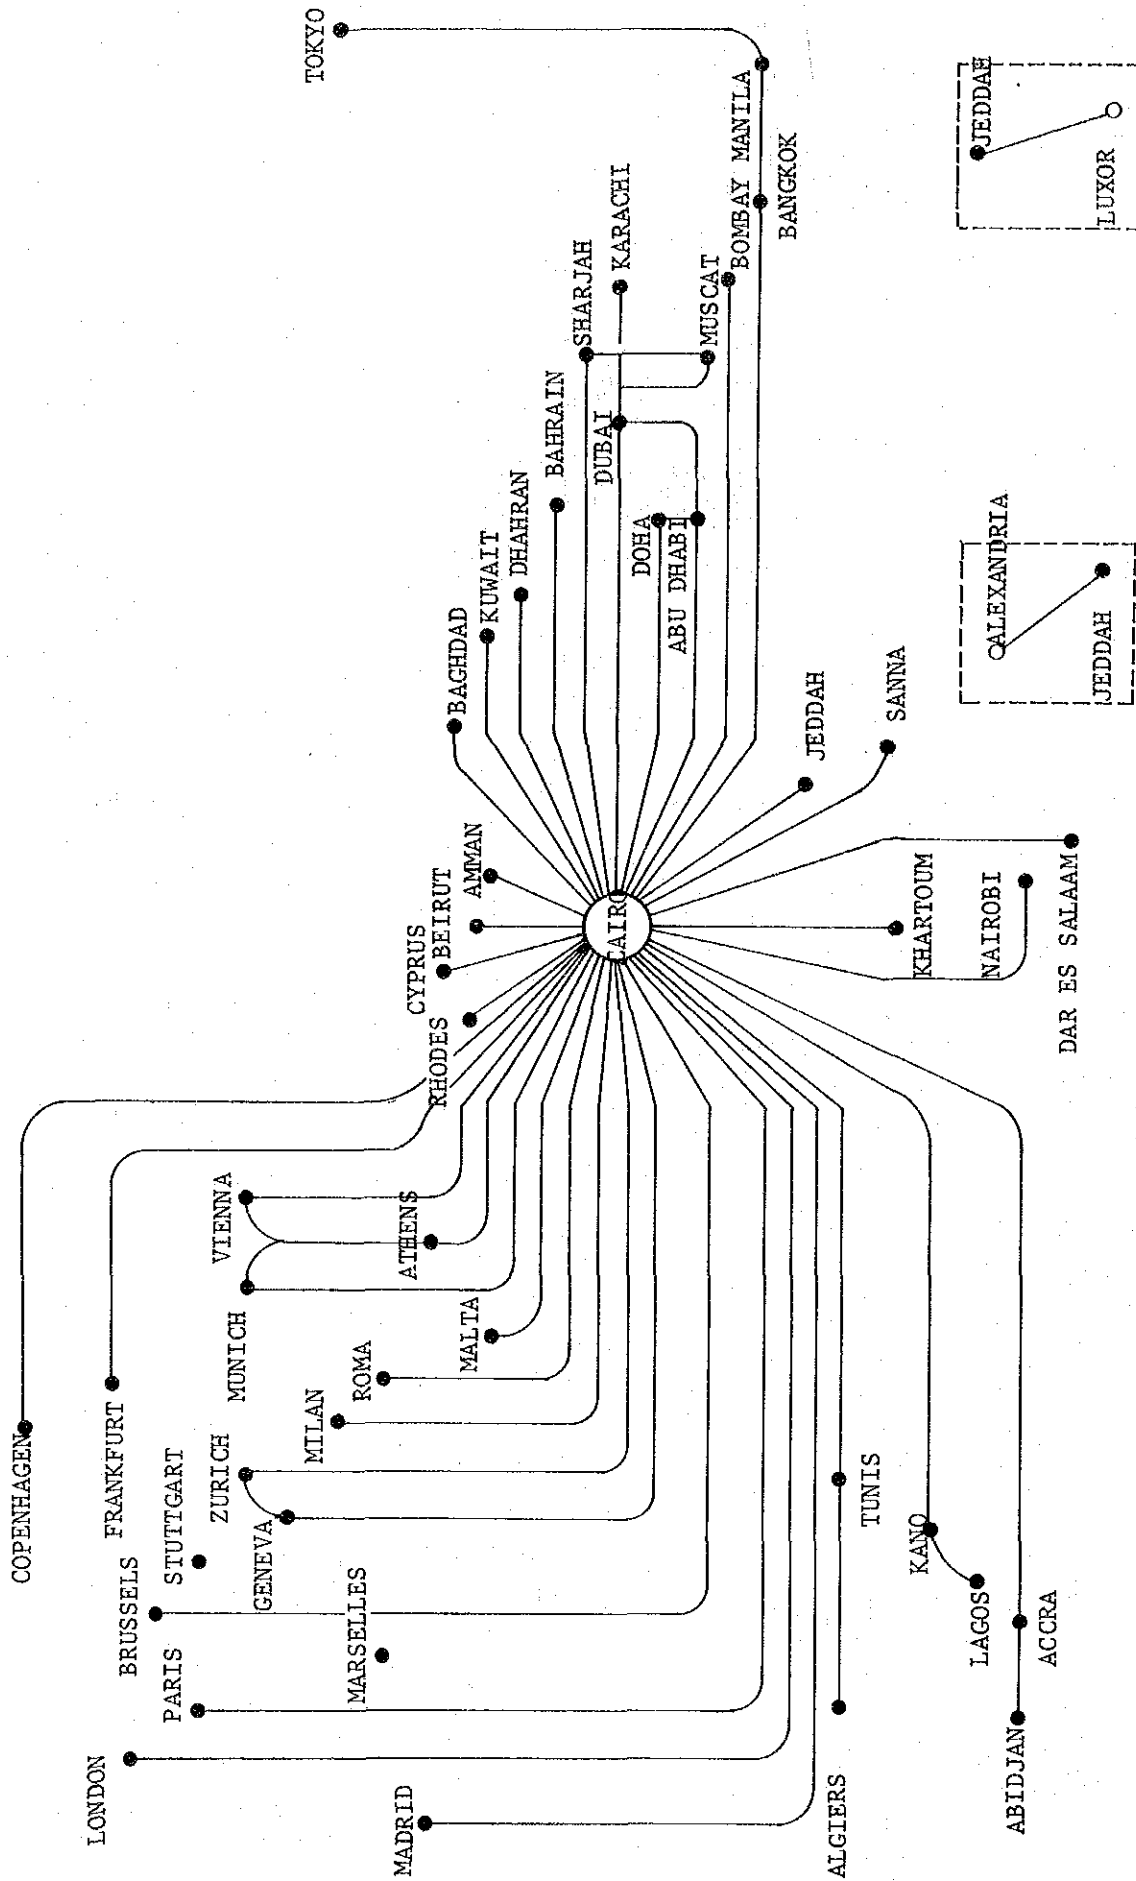 TOKYO
COPENHAGEN
FRANKFURT
STUTTGART
BRUSSELS
PARIS
LONDON
VIENNA
MUNICH
ZURICH
GENEVA
MILAN
ROMA
MARSELLES
MADRID
ATHENS
MALTA
RHODES
CYPRUS
BEIRUT
AMMAN
BAGHDAD
KUWAIT
DHAHRAN
BAHRAIN
SHARJAH
KARACHI
DUBAI
DOHA
ABU DHABI
MUSCAT
BOMBAY
MANILA
BANGKOK
CAIRO
JEDDAH
SANNA
KHARTOUM
NAIROBI
DAR ES SALAAM
TUNIS
ALGIERS
KANO
LAGOS
ACCRA
ABIDJAN
ALEXANDRIA
JEDDAH
JEDDAH
LUXOR